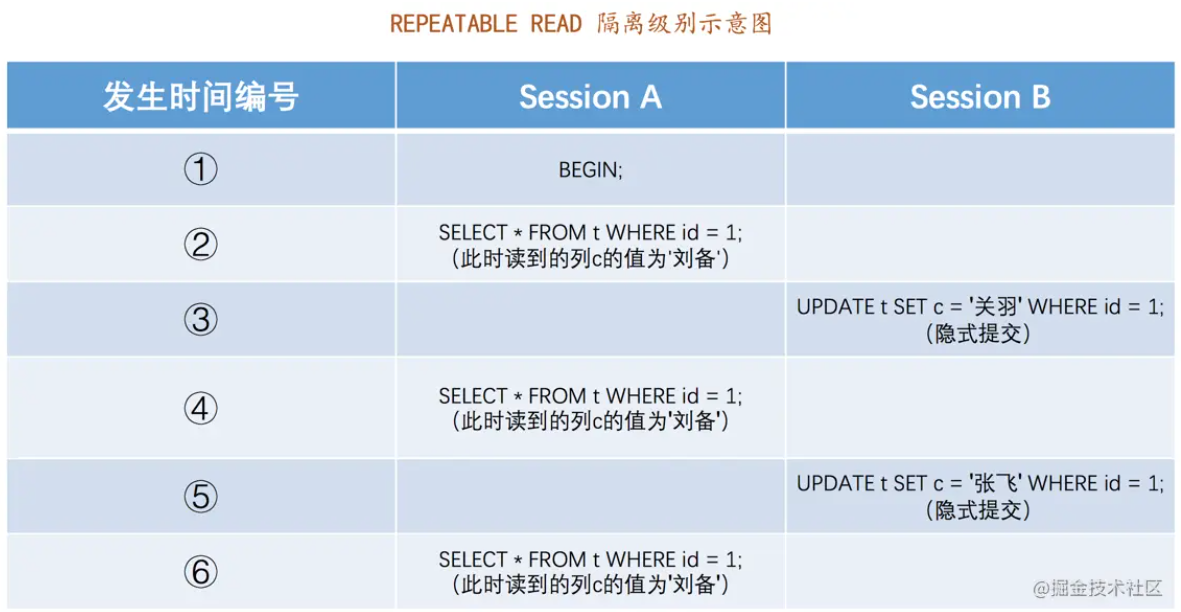 REPEATABLE READ 隔离级别示意图
发生时间编号
Session A
Session B
①
BEGIN;
②
SELECT * FROM t WHERE id = 1;
（此时读到的列c的值为'刘备'）
③
UPDATE t SET c = '关羽' WHERE id = 1;
（隐式提交）
④
SELECT * FROM t WHERE id = 1;
（此时读到的列c的值为'刘备'）
⑤
UPDATE t SET c = '张飞' WHERE id = 1;
（隐式提交）
⑥
SELECT * FROM t WHERE id = 1;
（此时读到的列c的值为'刘备'）
@掘金技术社区